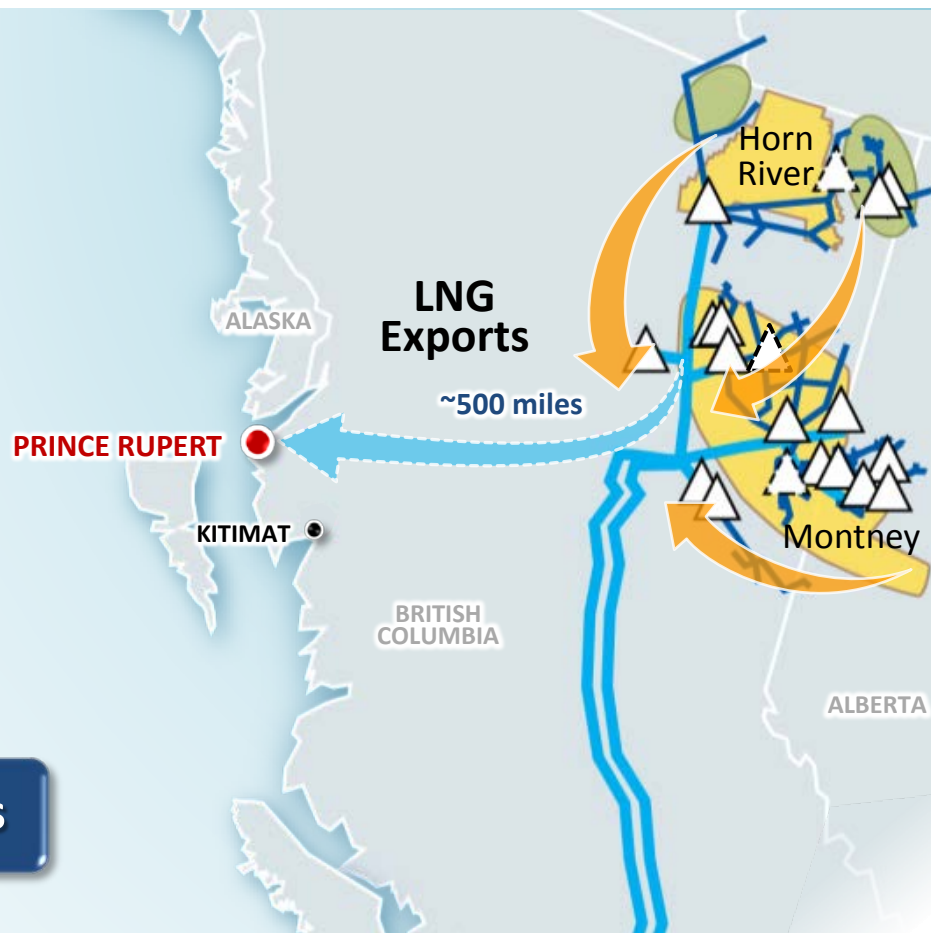 Horn
River
LNG
Exports
ALASKA
~500 miles
PRINCE RUPERT
KITIMAT
Montney
BRITISH
COLUMBIA
ALBERTA
S